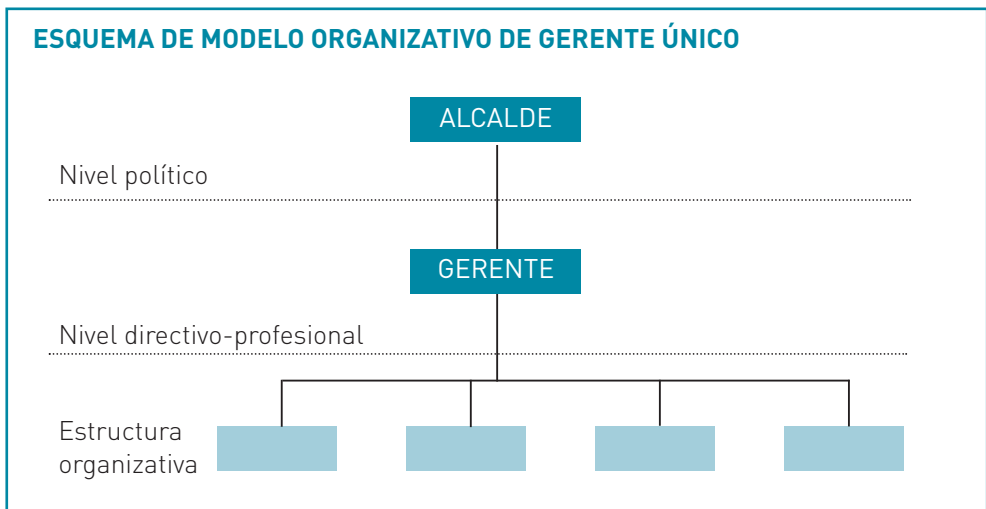 ESQUEMA DE MODELO ORGANIZATIVO DE GERENTE ÚNICO
ALCALDE
Nivel político
GERENTE
Nivel directivo-profesional
Estructura
organizativa